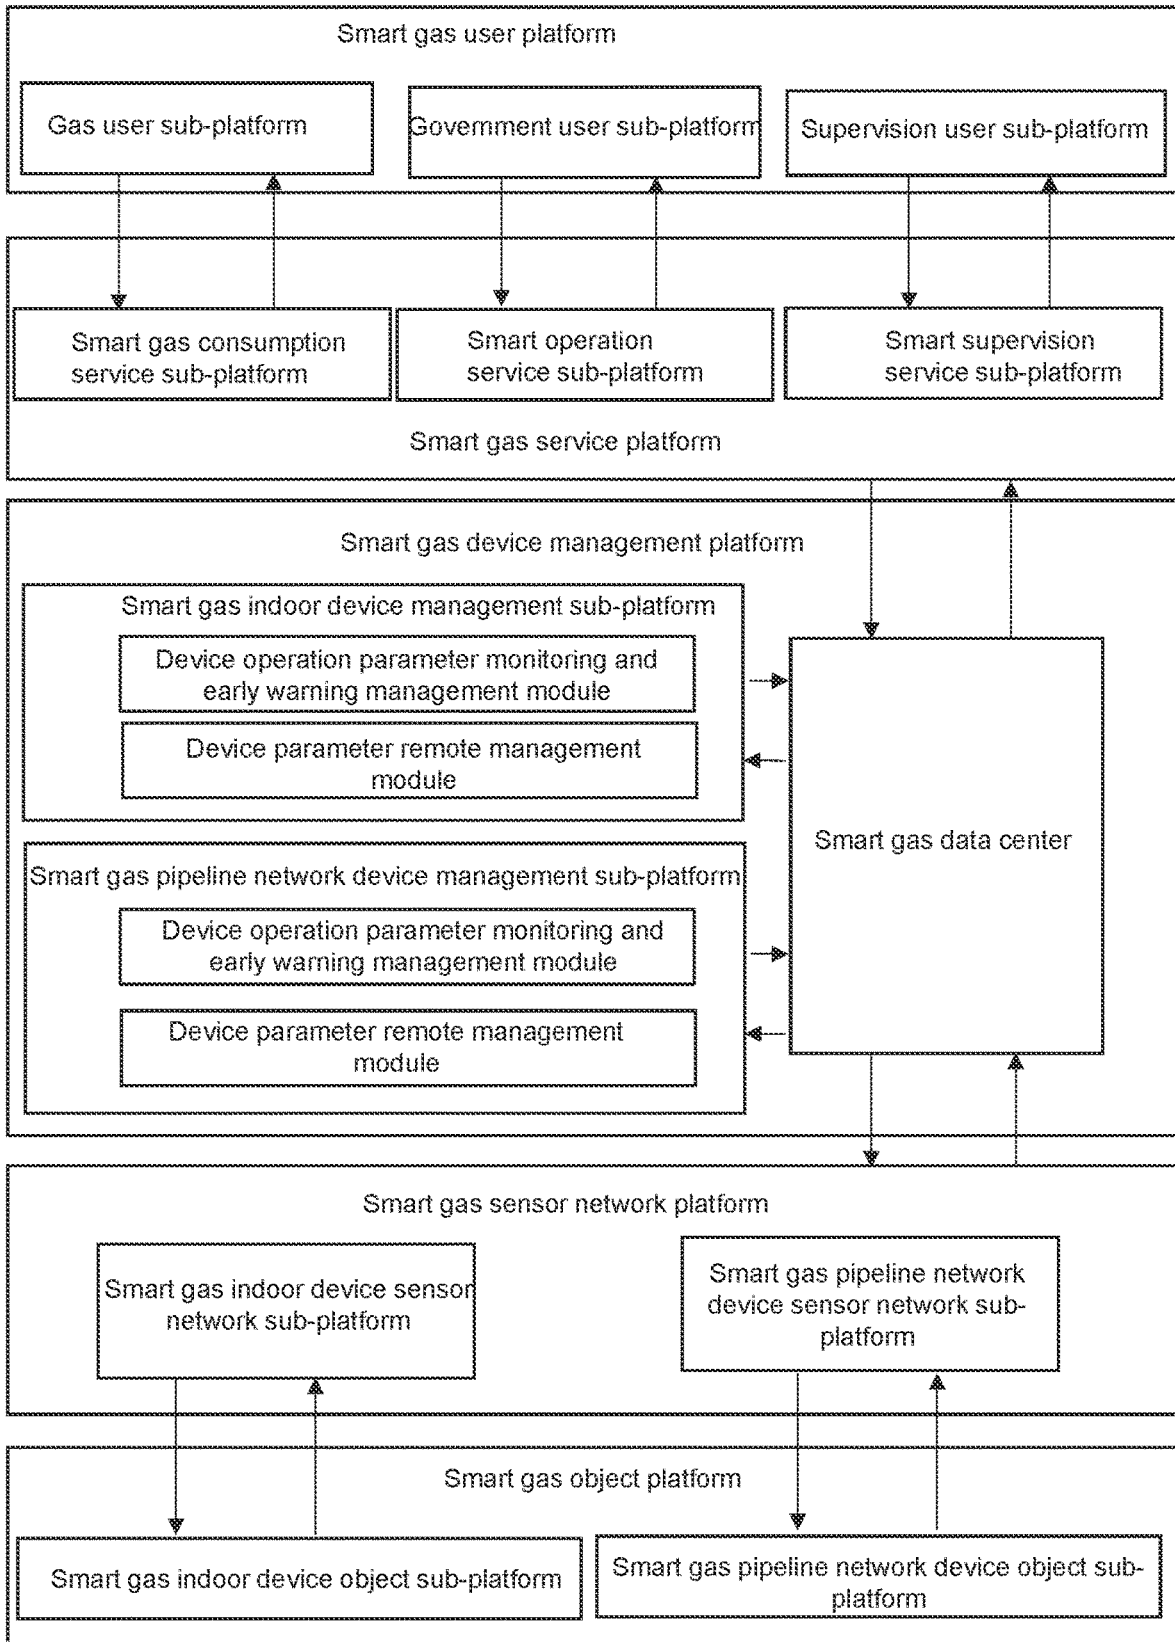 Smart gas user platform
Gas user sub-platform
Government user sub-platform
Supervision user sub-platform
Smart gas consumption
service sub-platform
Smart operation
service sub-platform
Smart supervision
service sub-platform
Smart gas service platform
Smart gas device management platform
Smart gas indoor device management sub-platform
Device operation parameter monitoring and
early warning management module
Device parameter remote management
module
Smart gas data center
Smart gas pipeline network device management sub-platform
Device operation parameter monitoring and
early warning management module
Device parameter remote management
module
Smart gas sensor network platform
Smart gas indoor device sensor
network sub-platform
Smart gas pipeline network
device sensor network sub-
platform
Smart gas object platform
Smart gas indoor device object sub-platform
Smart gas pipeline network device object sub-
platform